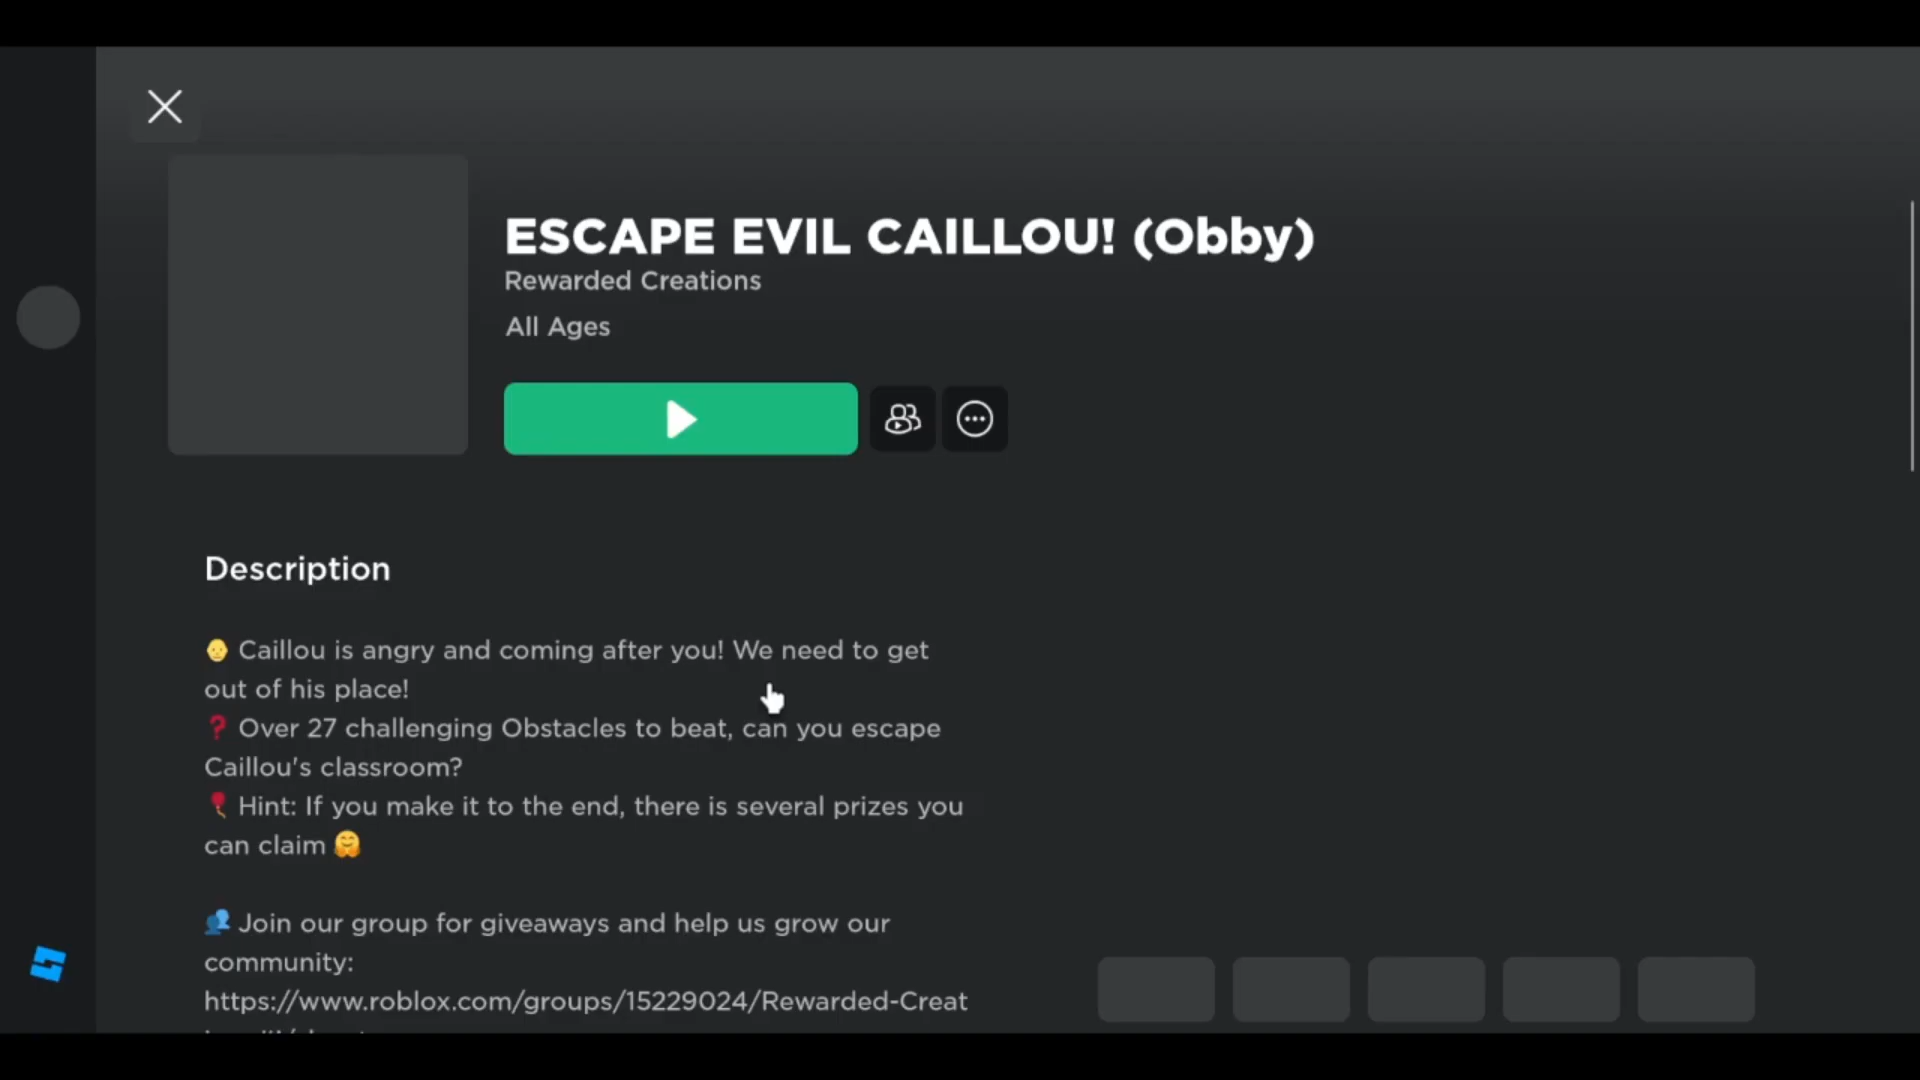 ESCAPE EVIL CAILLOU! (Obby)
Rewarded Creations
All Ages
Description
👨‍🦲 Caillou is angry and coming after you! We need to get
out of his place!
❓ Over 27 challenging Obstacles to beat, can you escape
Caillou's classroom?
🎈 Hint: If you make it to the end, there is several prizes you
can claim 🤗
👥 Join our group for giveaways and help us grow our
community:
https://www.roblox.com/groups/15229024/Rewarded-Creat